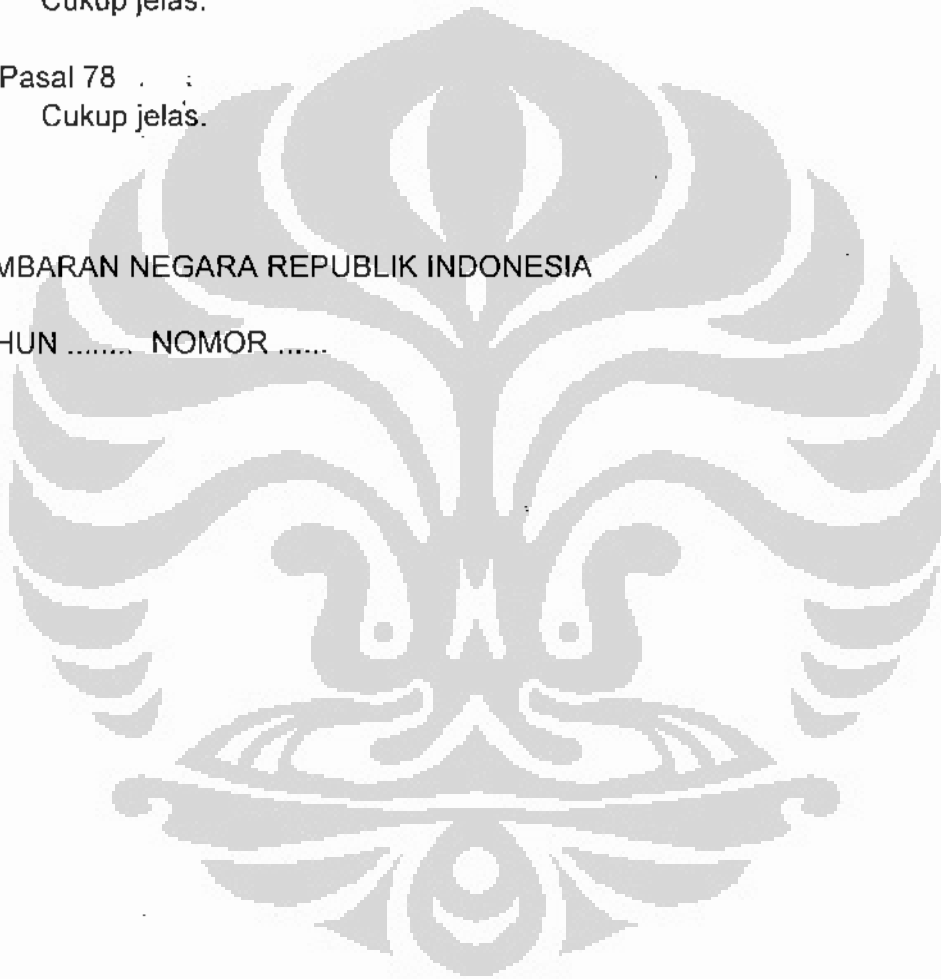 Cukup jelas.
Pasal 78
Cukup jelas.
MBARAN NEGARA REPUBLIK INDONESIA
HUN ........ NOMOR ......